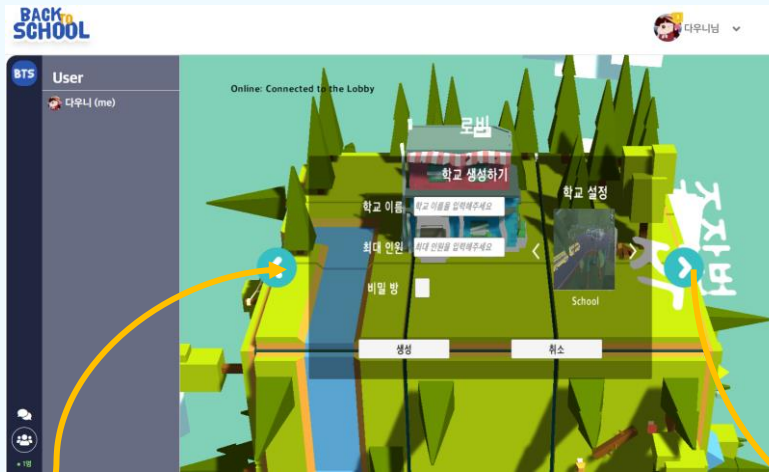 BACK TO SCHOOL
다우니님
BTS
User
다우니 (me)
Online: Connected to the Lobby
로비
학교 생성하기
학교 이름
학교 이름을 입력해주세요
최대 인원
최대 인원을 입력해주세요
비밀 방
학교 설정
School
생성
취소
1명